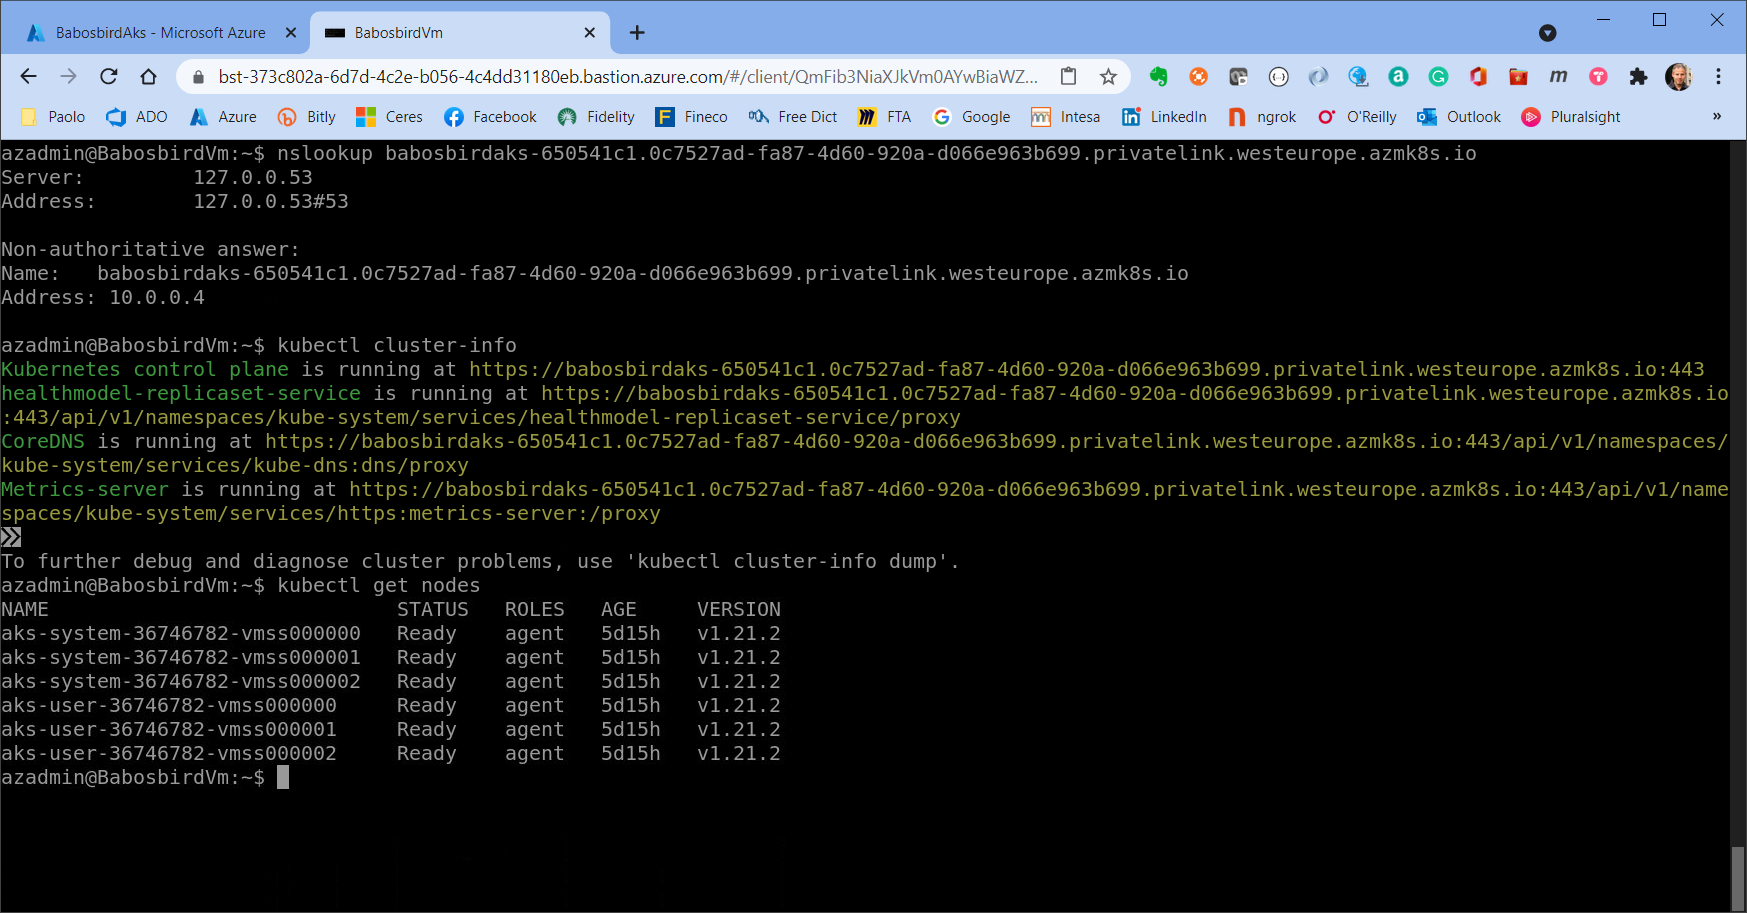 BabosbirdAks - Microsoft Azure
BabosbirdVm
bst-373c802a-6d7d-4c2e-b056-4c4dd31180eb.bastion.azure.com/#/client/QmFib3NiaXJkVm0AYwBiaWZ...
Paolo ADO Azure Bitly Ceres Facebook Fidelity Fineco Free Dict FTA Google Intesa LinkedIn ngrok O'Reilly Outlook Pluralsight »
azadmin@BabosbirdVm:~$ nslookup babosbirdaks-650541c1.0c7527ad-fa87-4d60-920a-d066e963b699.privatelink.westeurope.azmk8s.io
Server: 127.0.0.53
Address: 127.0.0.53#53
Non-authoritative answer:
Name: babosbirdaks-650541c1.0c7527ad-fa87-4d60-920a-d066e963b699.privatelink.westeurope.azmk8s.io
Address: 10.0.0.4
azadmin@BabosbirdVm:~$ kubectl cluster-info
Kubernetes control plane is running at https://babosbirdaks-650541c1.0c7527ad-fa87-4d60-920a-d066e963b699.privatelink.westeurope.azmk8s.io:443
healthmodel-replicaset-service is running at https://babosbirdaks-650541c1.0c7527ad-fa87-4d60-920a-d066e963b699.privatelink.westeurope.azmk8s.io
:443/api/v1/namespaces/kube-system/services/healthmodel-replicaset-service/proxy
CoreDNS is running at https://babosbirdaks-650541c1.0c7527ad-fa87-4d60-920a-d066e963b699.privatelink.westeurope.azmk8s.io:443/api/v1/namespaces/
kube-system/services/kube-dns:dns/proxy
Metrics-server is running at https://babosbirdaks-650541c1.0c7527ad-fa87-4d60-920a-d066e963b699.privatelink.westeurope.azmk8s.io:443/api/v1/name
spaces/kube-system/services/https:metrics-server:/proxy
To further debug and diagnose cluster problems, use 'kubectl cluster-info dump'.
azadmin@BabosbirdVm:~$ kubectl get nodes
NAME STATUS ROLES AGE VERSION
aks-system-36746782-vmss000000 Ready agent 5d15h v1.21.2
aks-system-36746782-vmss000001 Ready agent 5d15h v1.21.2
aks-system-36746782-vmss000002 Ready agent 5d15h v1.21.2
aks-user-36746782-vmss000000 Ready agent 5d15h v1.21.2
aks-user-36746782-vmss000001 Ready agent 5d15h v1.21.2
aks-user-36746782-vmss000002 Ready agent 5d15h v1.21.2
azadmin@BabosbirdVm:~$